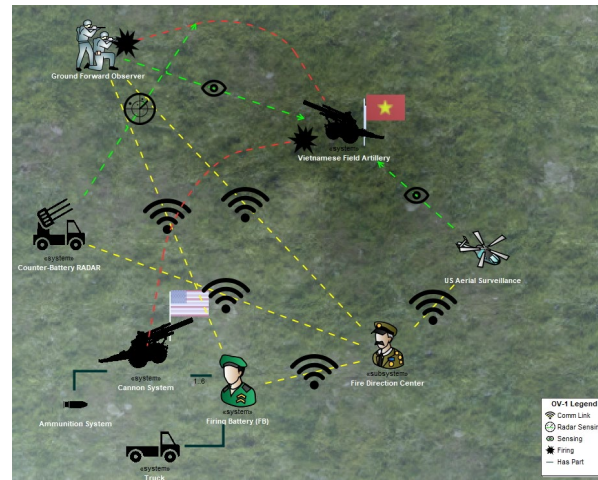 Ground Forward Observer
«system»
Vietnamese Field Artillery
«system»
Counter-Battery RADAR
US Aerial Surveillance
«system»
Cannon System
1..6
«subsystem»
Fire Direction Center
«system»
Firing Battery (FB)
Ammunition System
«system»
Truck
OV-1 Legend
Comm Link
Radar Sensin
Sensing
Firing
Has Part